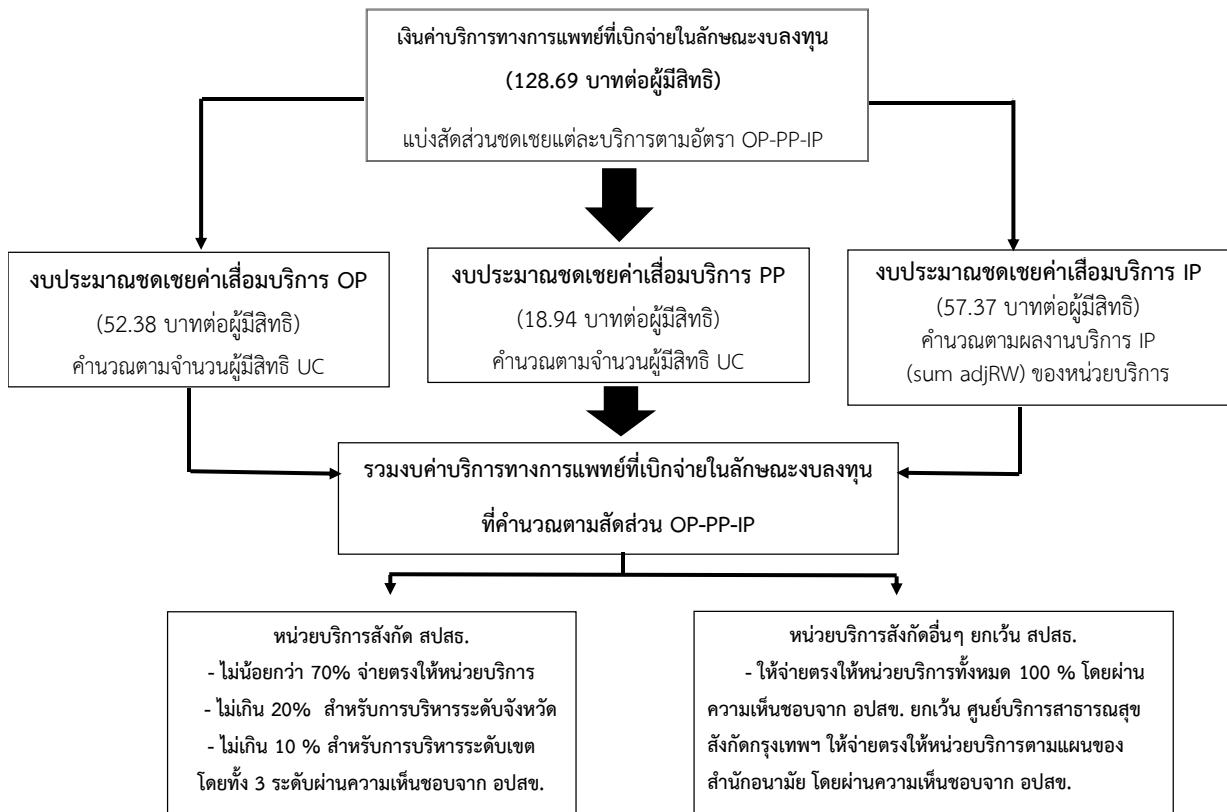 เงินค่าบริการทางการแพทย์ที่เบิกจ่ายในลักษณะงบลงทุน
(128.69 บาทต่อผู้มีสิทธิ)
แบ่งสัดส่วนชดเชยแต่ละบริการตามอัตรา OP-PP-IP
งบประมาณชดเชยค่าเสื่อมบริการ OP
(52.38 บาทต่อผู้มีสิทธิ)
คำนวณตามจำนวนผู้มีสิทธิ UC
งบประมาณชดเชยค่าเสื่อมบริการ PP
(18.94 บาทต่อผู้มีสิทธิ)
คำนวณตามจำนวนผู้มีสิทธิ UC
งบประมาณชดเชยค่าเสื่อมบริการ IP
(57.37 บาทต่อผู้มีสิทธิ)
คำนวณตามผลงานบริการ IP
(sum adjRW) ของหน่วยบริการ
รวมงบค่าบริการทางการแพทย์ที่เบิกจ่ายในลักษณะงบลงทุน
ที่คำนวณตามสัดส่วน OP-PP-IP
หน่วยบริการสังกัด สปสธ.
- ไม่น้อยกว่า 70% จ่ายตรงให้หน่วยบริการ
- ไม่เกิน 20% สำหรับการบริหารระดับจังหวัด
- ไม่เกิน 10 % สำหรับการบริหารระดับเขต
โดยทั้ง 3 ระดับผ่านความเห็นชอบจาก อปสข.
หน่วยบริการสังกัดอื่นๆ ยกเว้น สปสธ.
- ให้จ่ายตรงให้หน่วยบริการทั้งหมด 100 % โดยผ่าน
ความเห็นชอบจาก อปสข. ยกเว้น ศูนย์บริการสาธารณสุข
สังกัดกรุงเทพฯ ให้จ่ายตรงให้หน่วยบริการตามแผนของ
สำนักอนามัย โดยผ่านความเห็นชอบจาก อปสข.